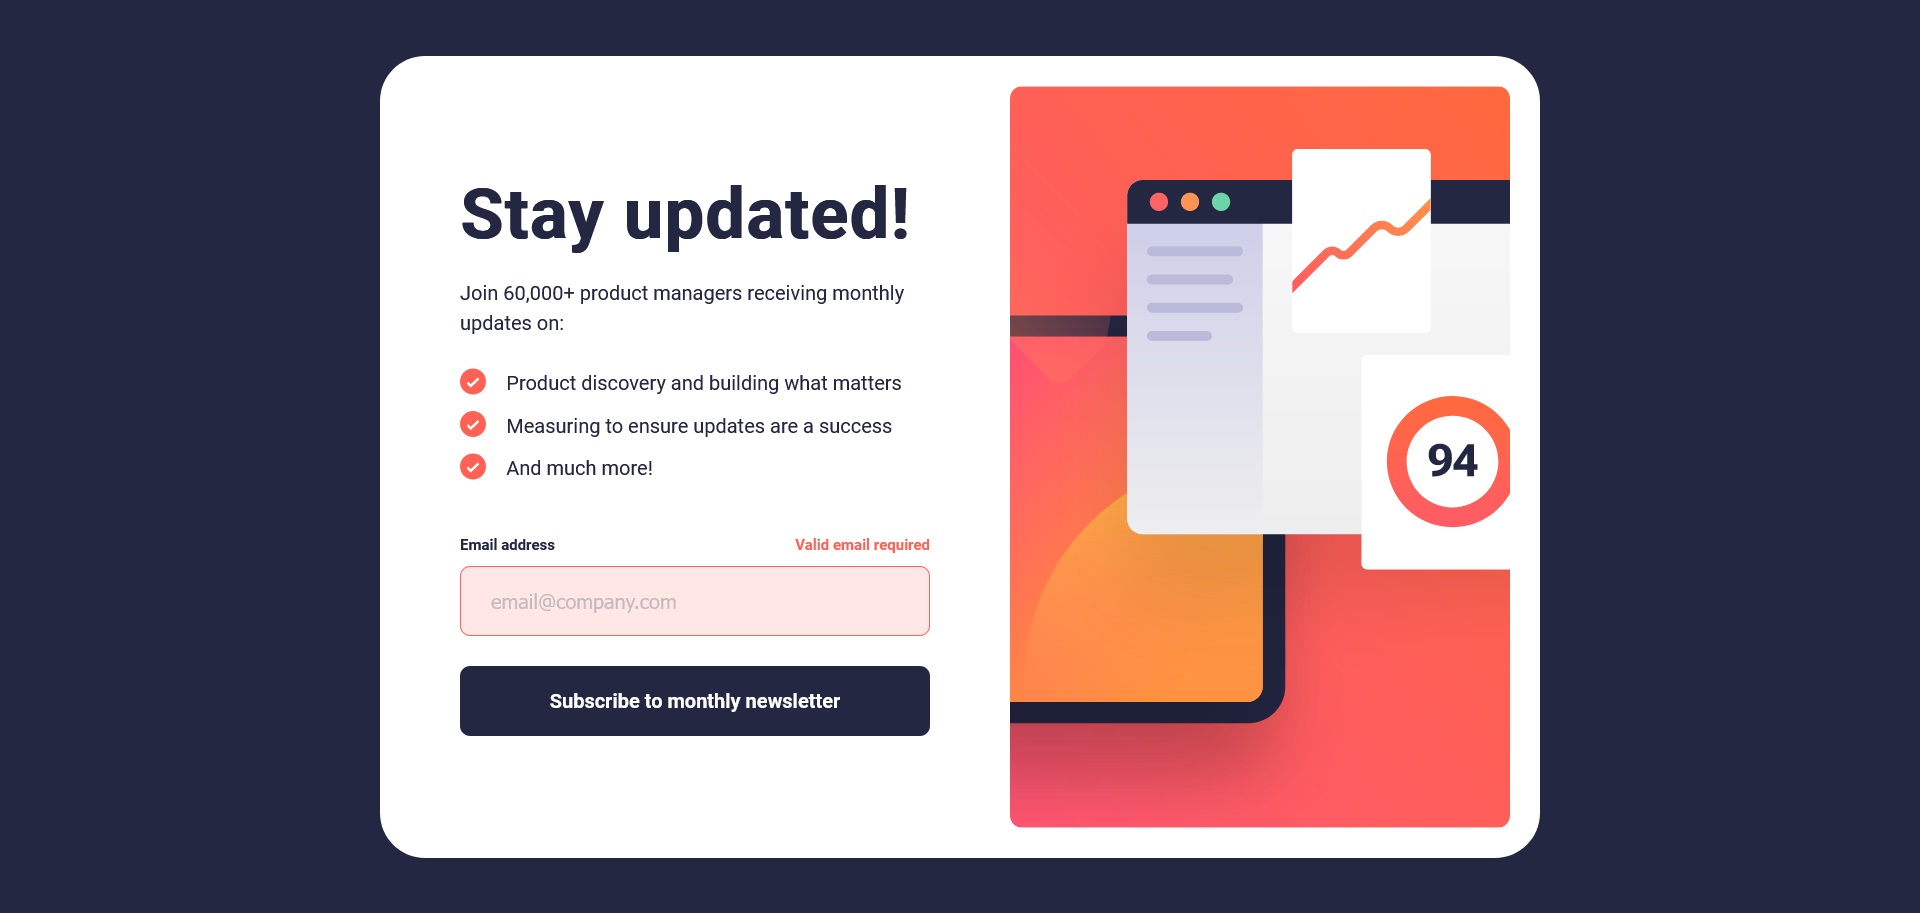 Stay updated!
Join 60,000+ product managers receiving monthly
updates on:
Product discovery and building what matters
Measuring to ensure updates are a success
And much more!
Email address
Valid email required
email@company.com
Subscribe to monthly newsletter
94